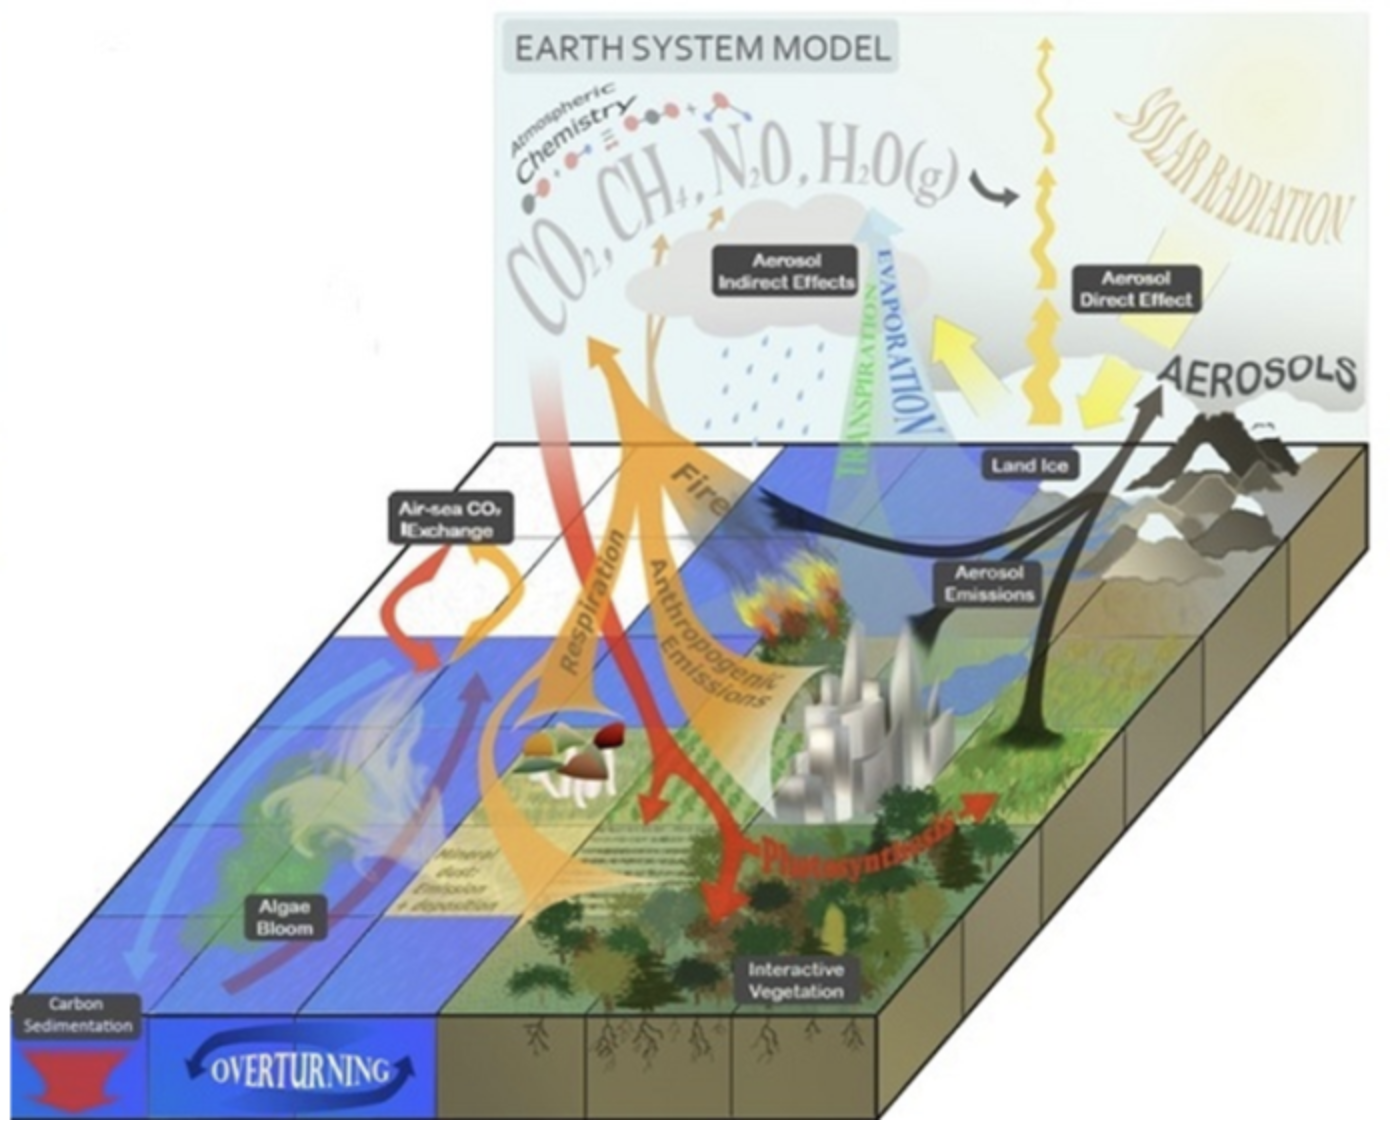 EARTH SYSTEM MODEL
Atmospheric
Chemistry
CO₂, CH₄, N₂O, H₂O(g)
SOLAR RADIATION
Aerosol
Indirect Effects
Aerosol
Direct Effect
TRANSPIRATION
EVAPORATION
AEROSOLS
Land Ice
Fire
Air-sea CO₂
Exchange
Respiration
Anthropogenic
Emissions
Aerosol
Emissions
Photosynthesis
Mineral
dust:
Emission
+ deposition
Algae
Bloom
Interactive
Vegetation
Carbon
Sedimentation
OVERTURNING